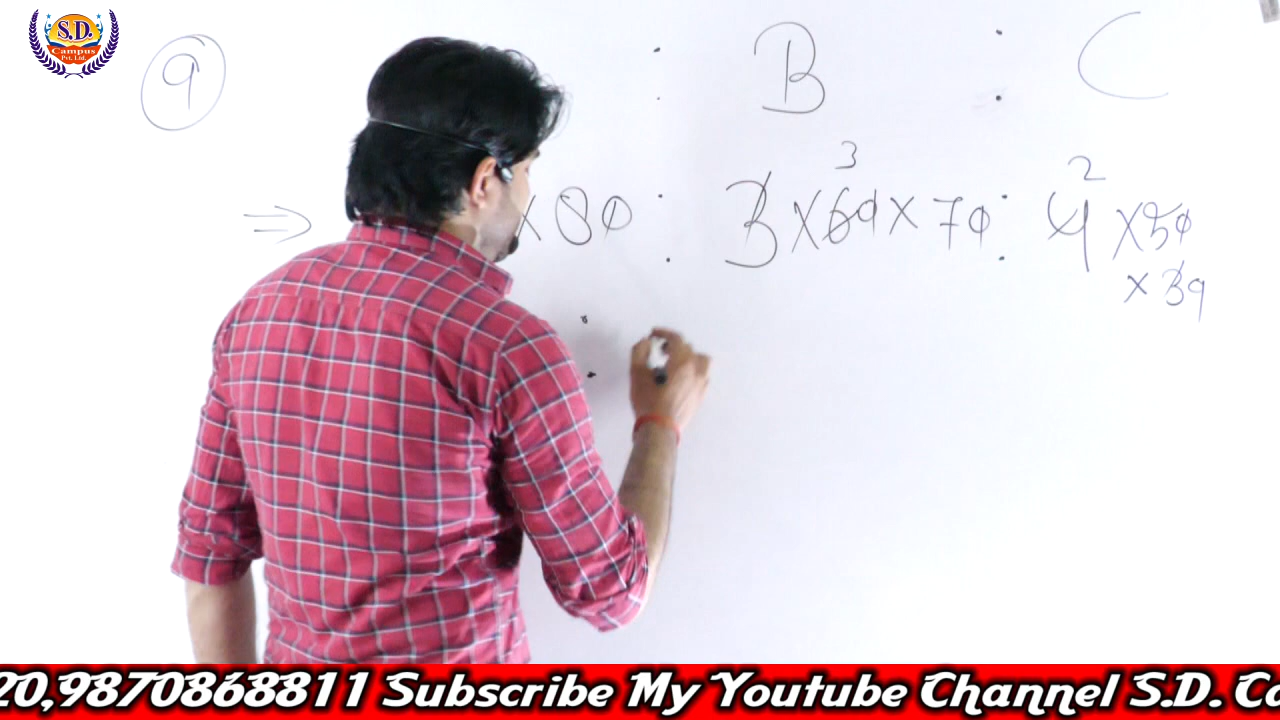 S.D.
Campus
Pvt. Ltd.
9 : B : C
⇒ ×80 : 3×60×70 : 4×50
3 2
×30
:
20,9870868811 Subscribe My Youtube Channel S.D. Ca